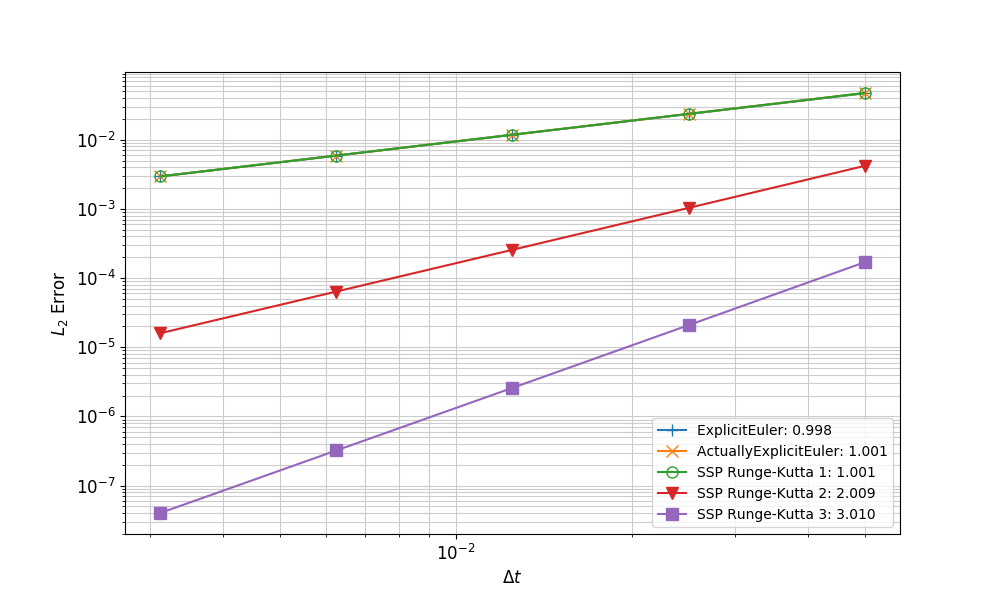 10⁻²
10⁻³
10⁻⁴
10⁻⁵
10⁻⁶
10⁻⁷
L₂ Error
ExplicitEuler: 0.998
ActuallyExplicitEuler: 1.001
SSP Runge-Kutta 1: 1.001
SSP Runge-Kutta 2: 2.009
SSP Runge-Kutta 3: 3.010
10⁻²
Δt